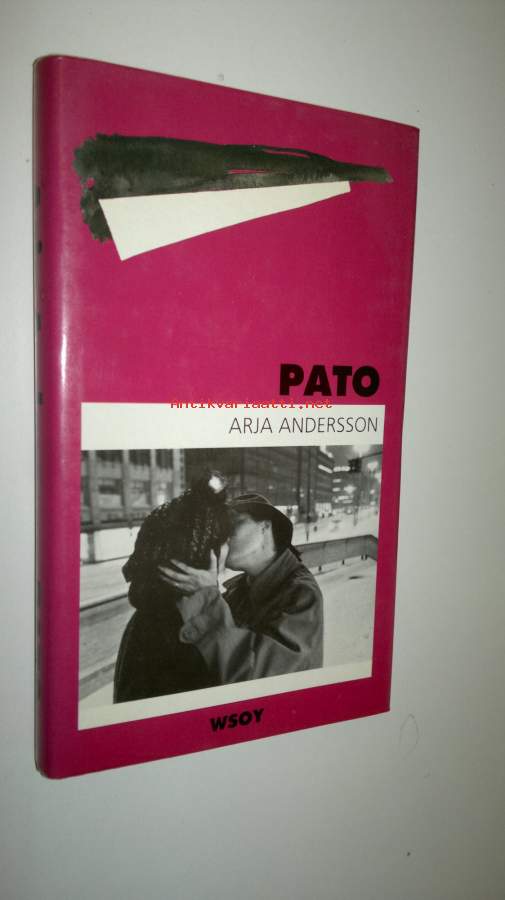 PATO
Antikvariaatti.net
ARJA ANDERSSON
WSOY